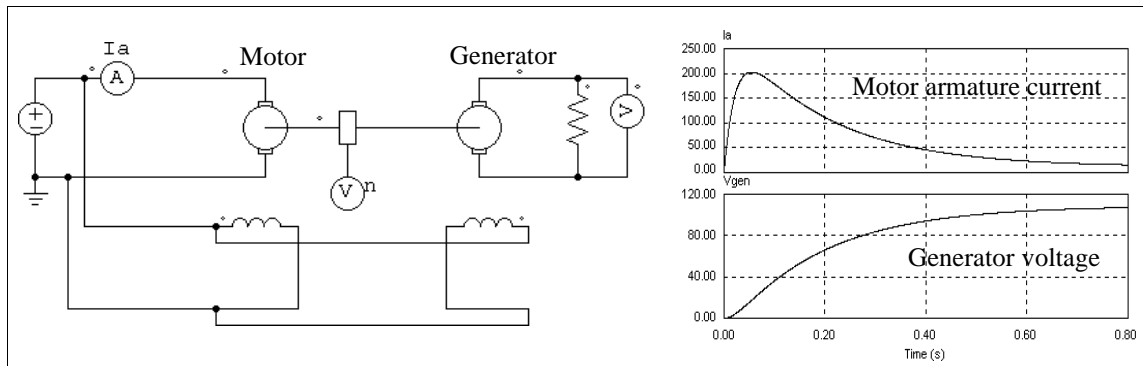 Ia
A
Motor
Generator
V
V
n
Ia
250.00
200.00
150.00
100.00
50.00
0.00
Motor armature current
Vgen
120.00
80.00
40.00
0.00
Generator voltage
0.00 0.20 0.40 0.60 0.80
Time (s)